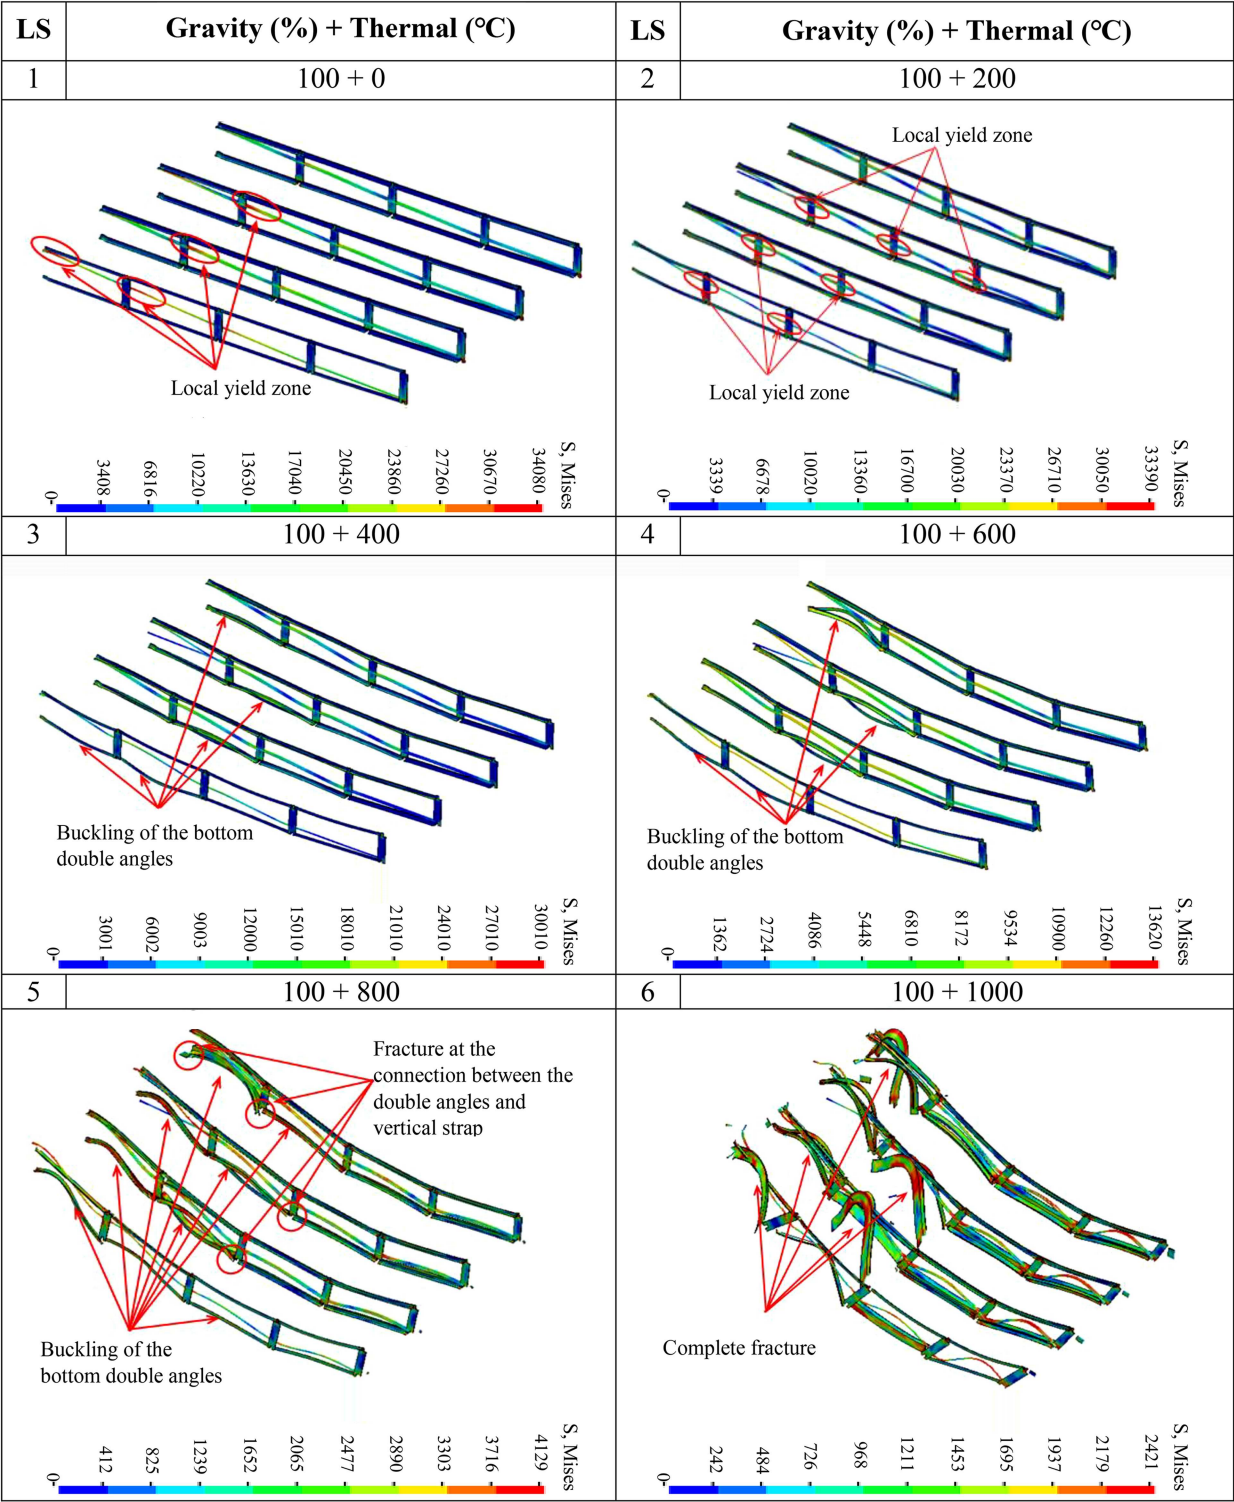 LS
Gravity (%) + Thermal (°C)
LS
Gravity (%) + Thermal (°C)
1
100 + 0
2
100 + 200
Local yield zone
S, Mises
0
3408
6816
10220
13630
17040
20450
23860
27260
30670
34080
Local yield zone
Local yield zone
S, Mises
0
3339
6678
10020
13360
16700
20030
23370
26710
30050
33390
3
100 + 400
4
100 + 600
Buckling of the bottom
double angles
S, Mises
0
3001
6002
9003
12000
15010
18010
21010
24010
27010
30010
Buckling of the bottom
double angles
S, Mises
0
1362
2724
4086
5448
6810
8172
9534
10900
12260
13620
5
100 + 800
6
100 + 1000
Fracture at the
connection between the
double angles and
vertical strap
Buckling of the
bottom double angles
S, Mises
0
412
825
1239
1652
2065
2477
2890
3303
3716
4129
Complete fracture
S, Mises
0
242
484
726
968
1211
1453
1695
1937
2179
2421